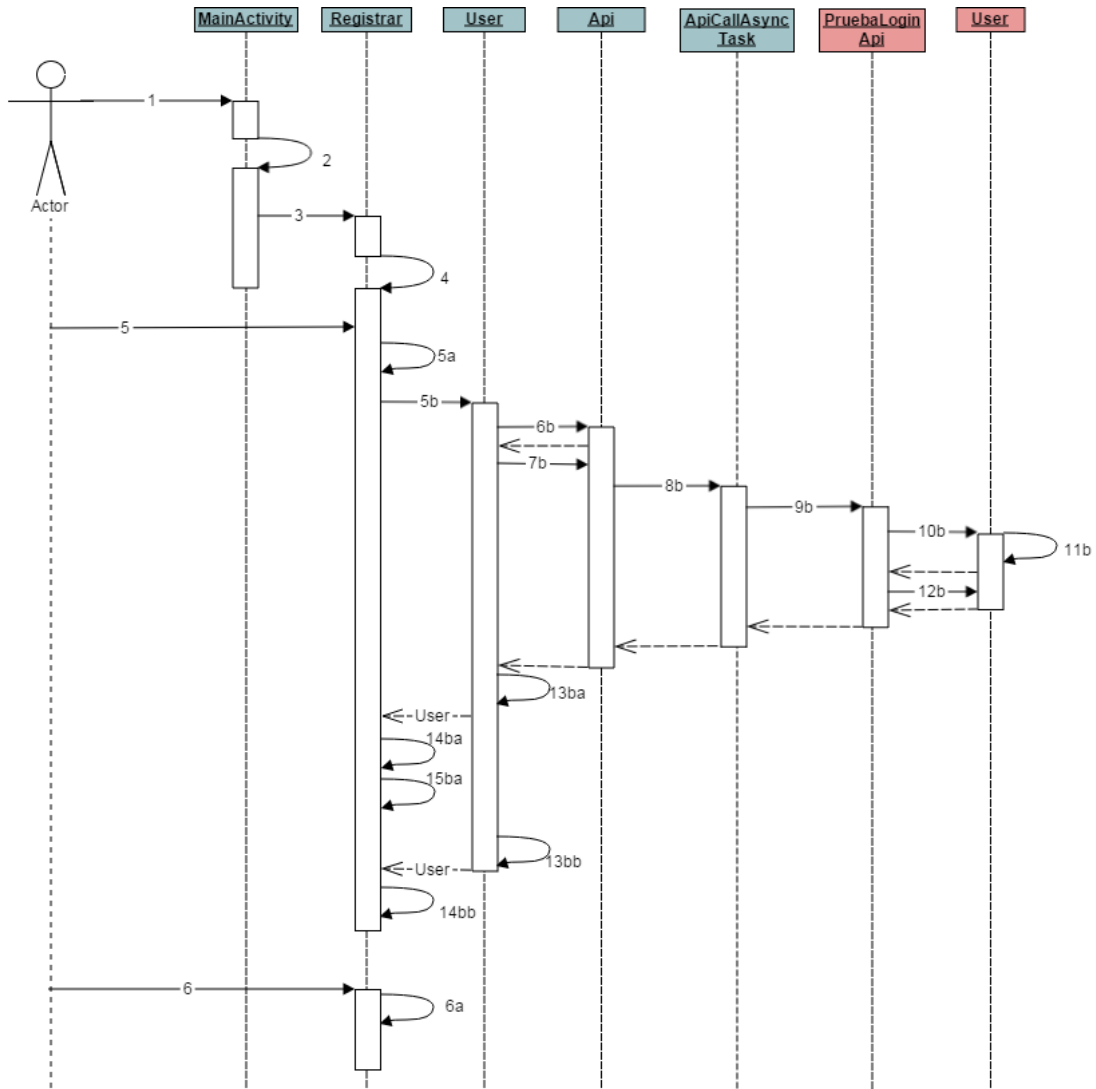 MainActivity
Registrar
User
Api
ApiCallAsync
Task
PruebaLogin
Api
User
1
2
Actor
3
4
5
5a
5b
6b
7b
8b
9b
10b
11b
12b
13ba
User
14ba
15ba
13bb
User
14bb
6
6a